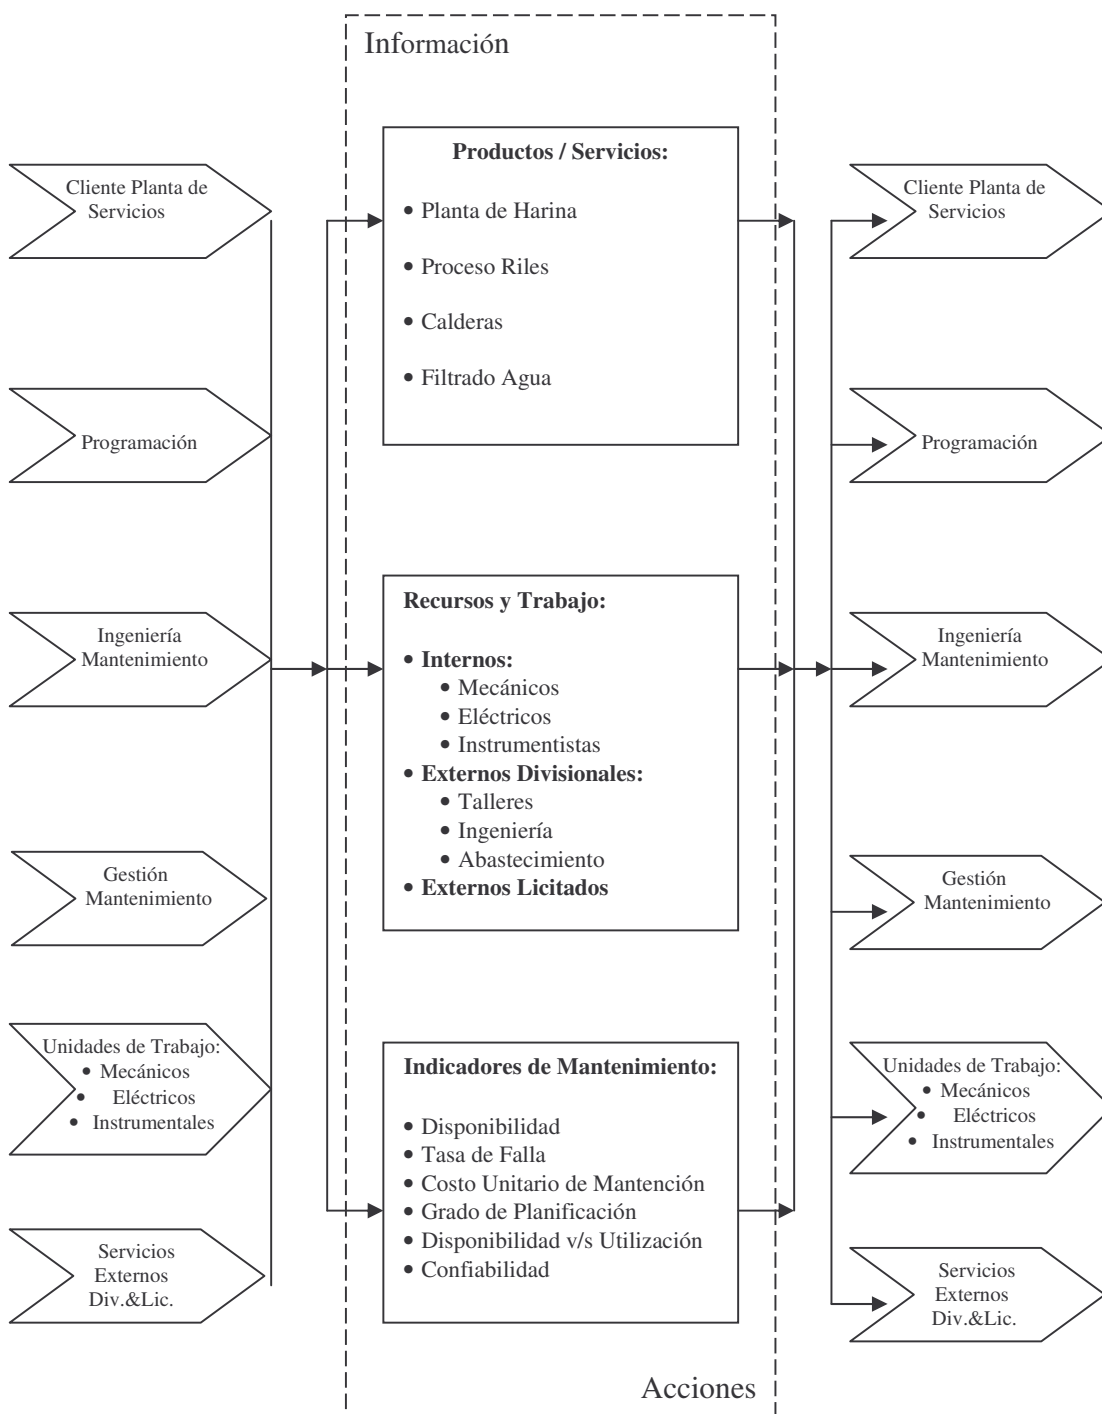 Información
Cliente Planta de
Servicios
Programación
Ingeniería
Mantenimiento
Gestión
Mantenimiento
Unidades de Trabajo:
• Mecánicos
• Eléctricos
• Instrumentales
Servicios
Externos
Div.&Lic.
Productos / Servicios:
• Planta de Harina
• Proceso Riles
• Calderas
• Filtrado Agua
Recursos y Trabajo:
• Internos:
• Mecánicos
• Eléctricos
• Instrumentistas
• Externos Divisionales:
• Talleres
• Ingeniería
• Abastecimiento
• Externos Licitados
Indicadores de Mantenimiento:
• Disponibilidad
• Tasa de Falla
• Costo Unitario de Mantención
• Grado de Planificación
• Disponibilidad v/s Utilización
• Confiabilidad
Cliente Planta de
Servicios
Programación
Ingeniería
Mantenimiento
Gestión
Mantenimiento
Unidades de Trabajo:
• Mecánicos
• Eléctricos
• Instrumentales
Servicios
Externos
Div.&Lic.
Acciones